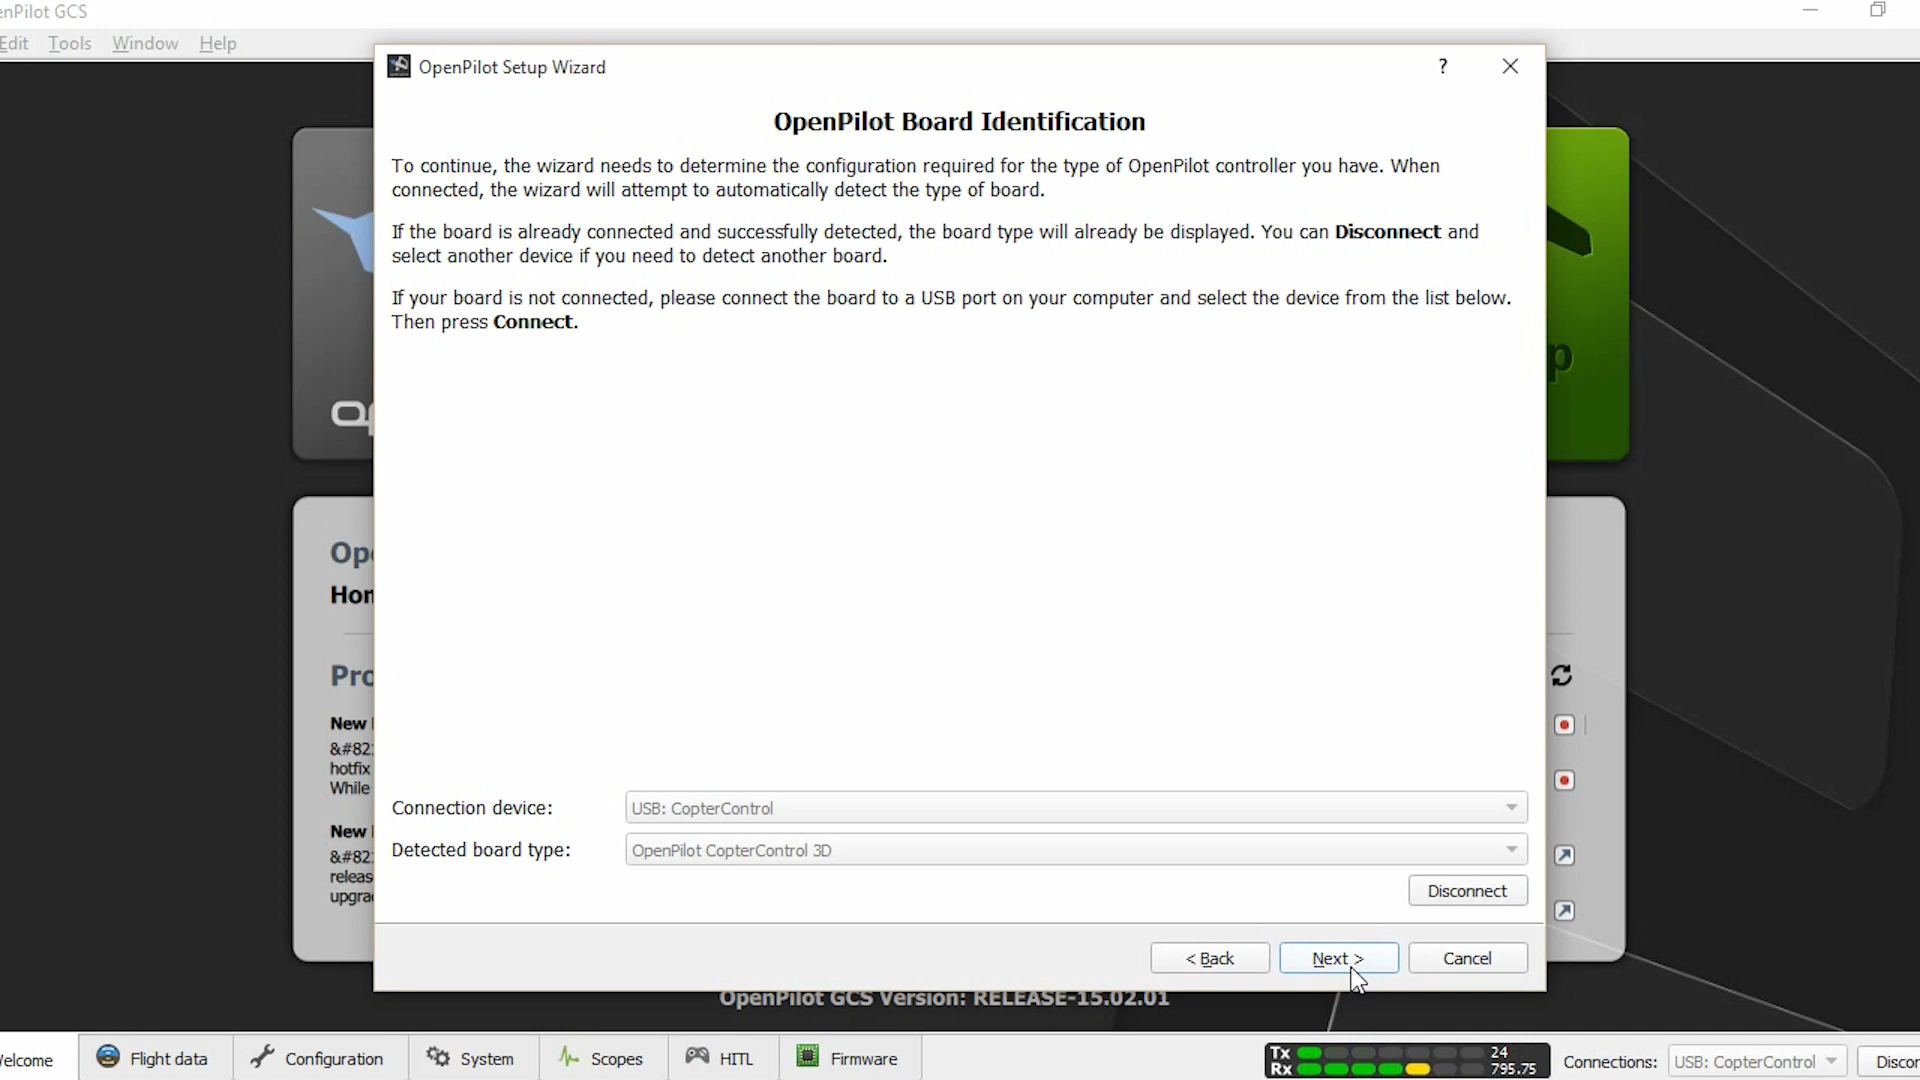 enPilot GCS
Edit Tools Window Help
OpenPilot Setup Wizard
?
OpenPilot Board Identification
To continue, the wizard needs to determine the configuration required for the type of OpenPilot controller you have. When
connected, the wizard will attempt to automatically detect the type of board.
If the board is already connected and successfully detected, the board type will already be displayed. You can Disconnect and
select another device if you need to detect another board.
If your board is not connected, please connect the board to a USB port on your computer and select the device from the list below.
Then press Connect.
op
p
Ope
Hom
Pro
New
&#82
hotfix
While
New
&#82
releas
upgra
Connection device: USB: CopterControl
Detected board type: OpenPilot CopterControl 3D
Disconnect
< Back Next > Cancel
OpenPilot GCS Version: RELEASE-15.02.01
elcome Flight data Configuration System Scopes HITL Firmware
Tx 24
Rx 795.75
Connections: USB: CopterControl Discor